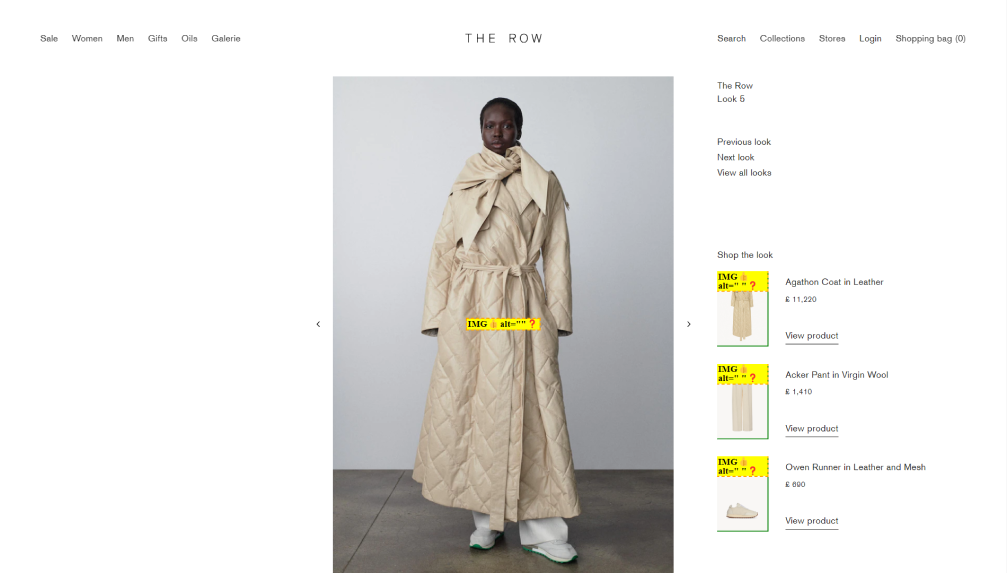 Sale Women Men Gifts Oils Galerie
THE ROW
Search Collections Stores Login Shopping bag (0)
The Row
Look 5
Previous look
Next look
View all looks
Shop the look
IMG alt=" " ❓
Agathon Coat in Leather
£ 11,220
View product
IMG alt="" ❓
IMG alt=" " ❓
Acker Pant in Virgin Wool
£ 1,410
View product
IMG alt=" " ❓
Owen Runner in Leather and Mesh
£ 690
View product